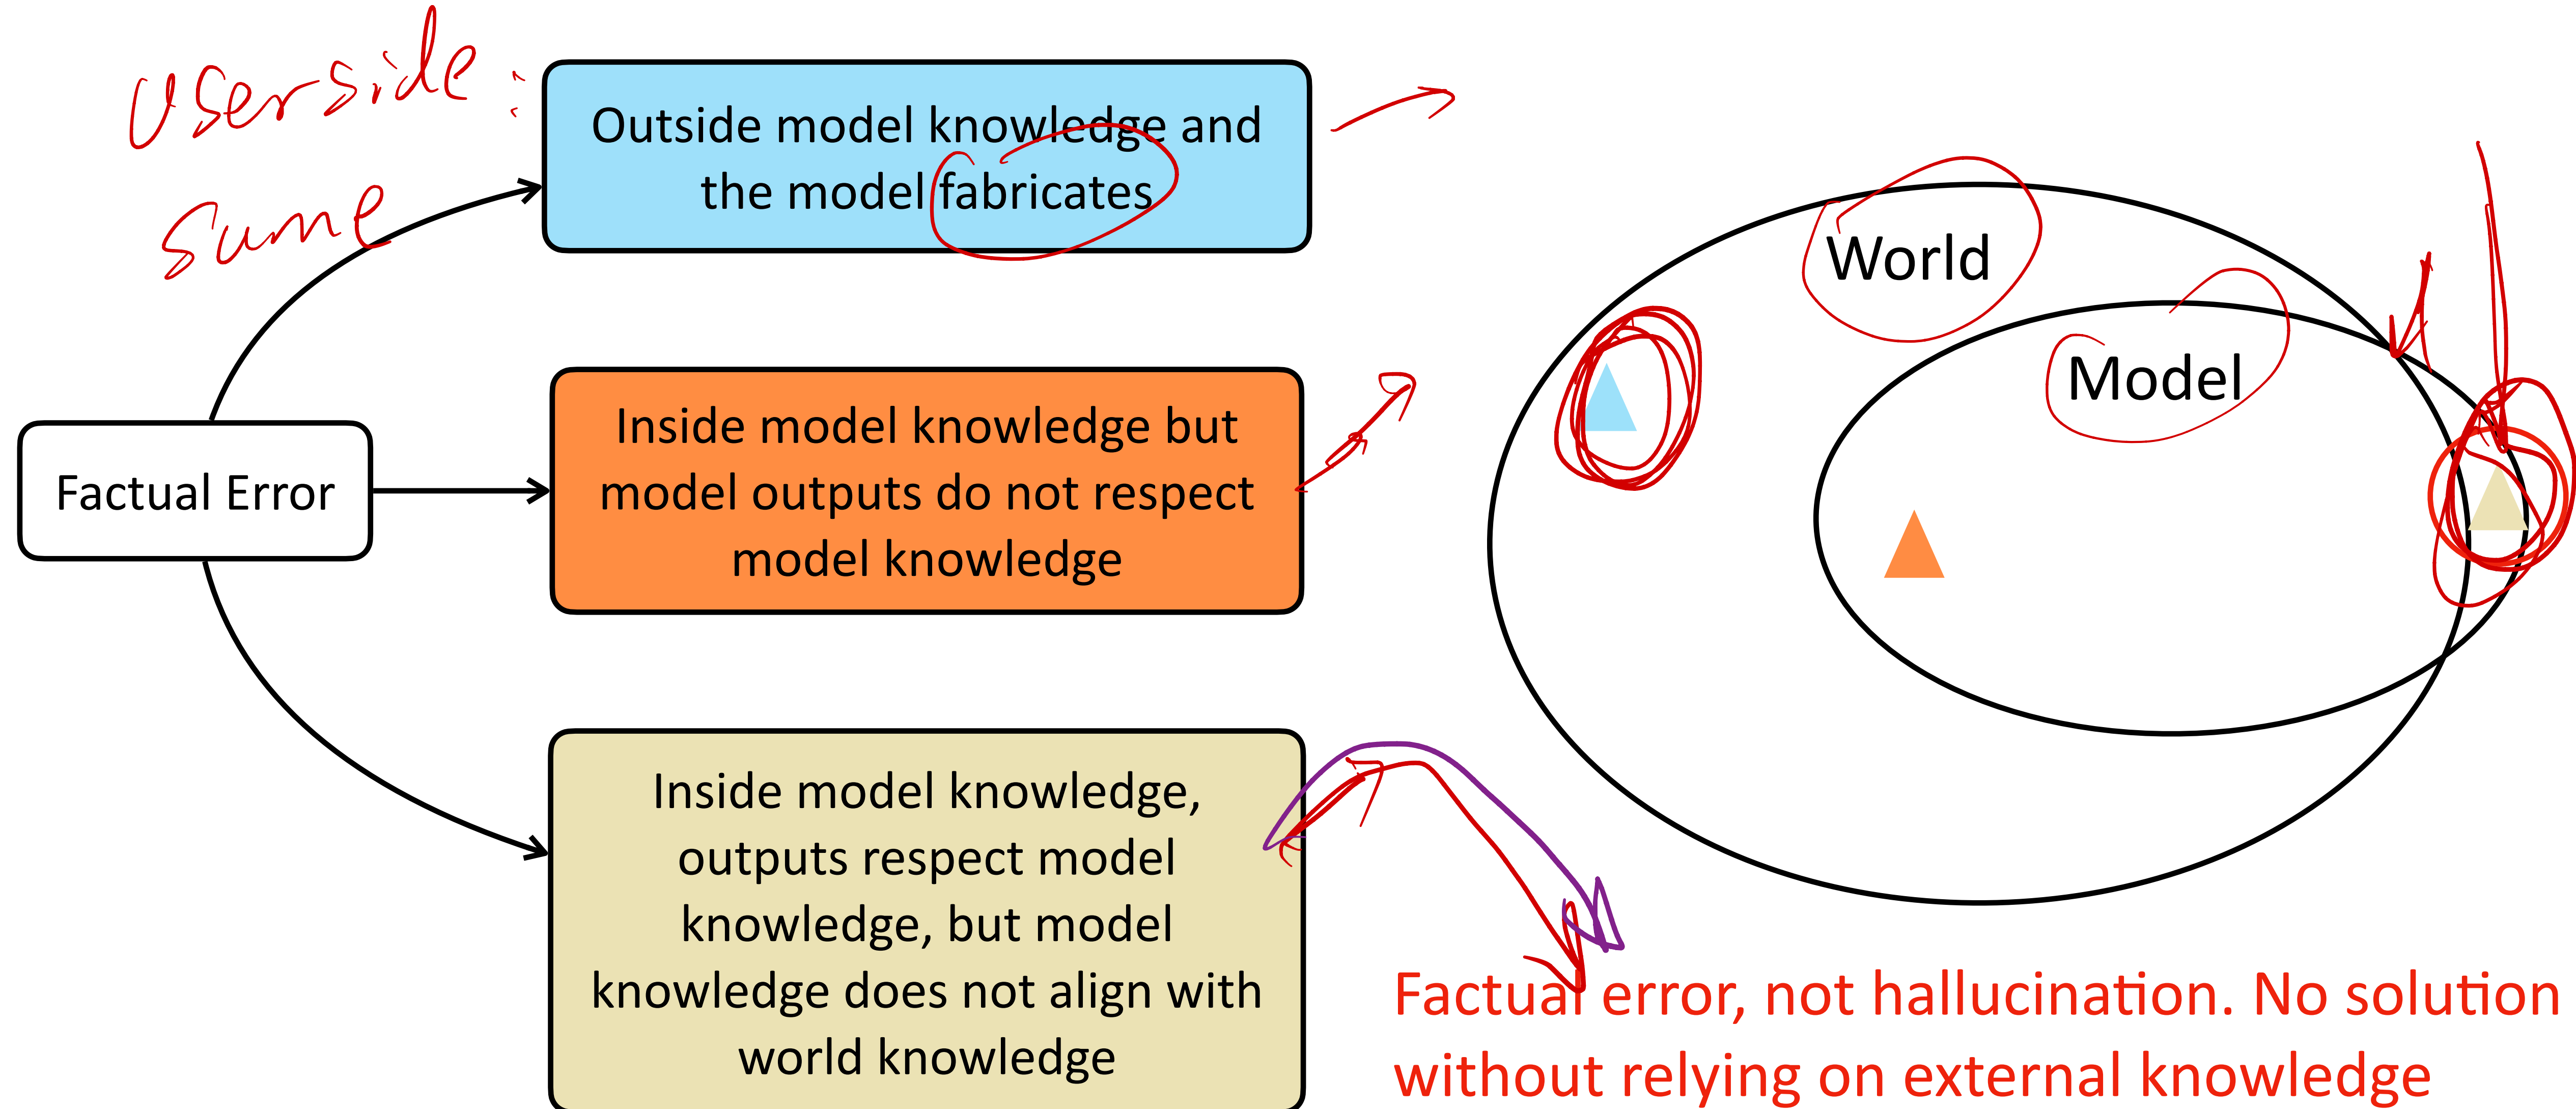 Userside:
same
Outside model knowledge and
the model fabricates
Factual Error
Inside model knowledge but
model outputs do not respect
model knowledge
Inside model knowledge,
outputs respect model
knowledge, but model
knowledge does not align with
world knowledge
World
Model
Factual error, not hallucination. No solution
without relying on external knowledge